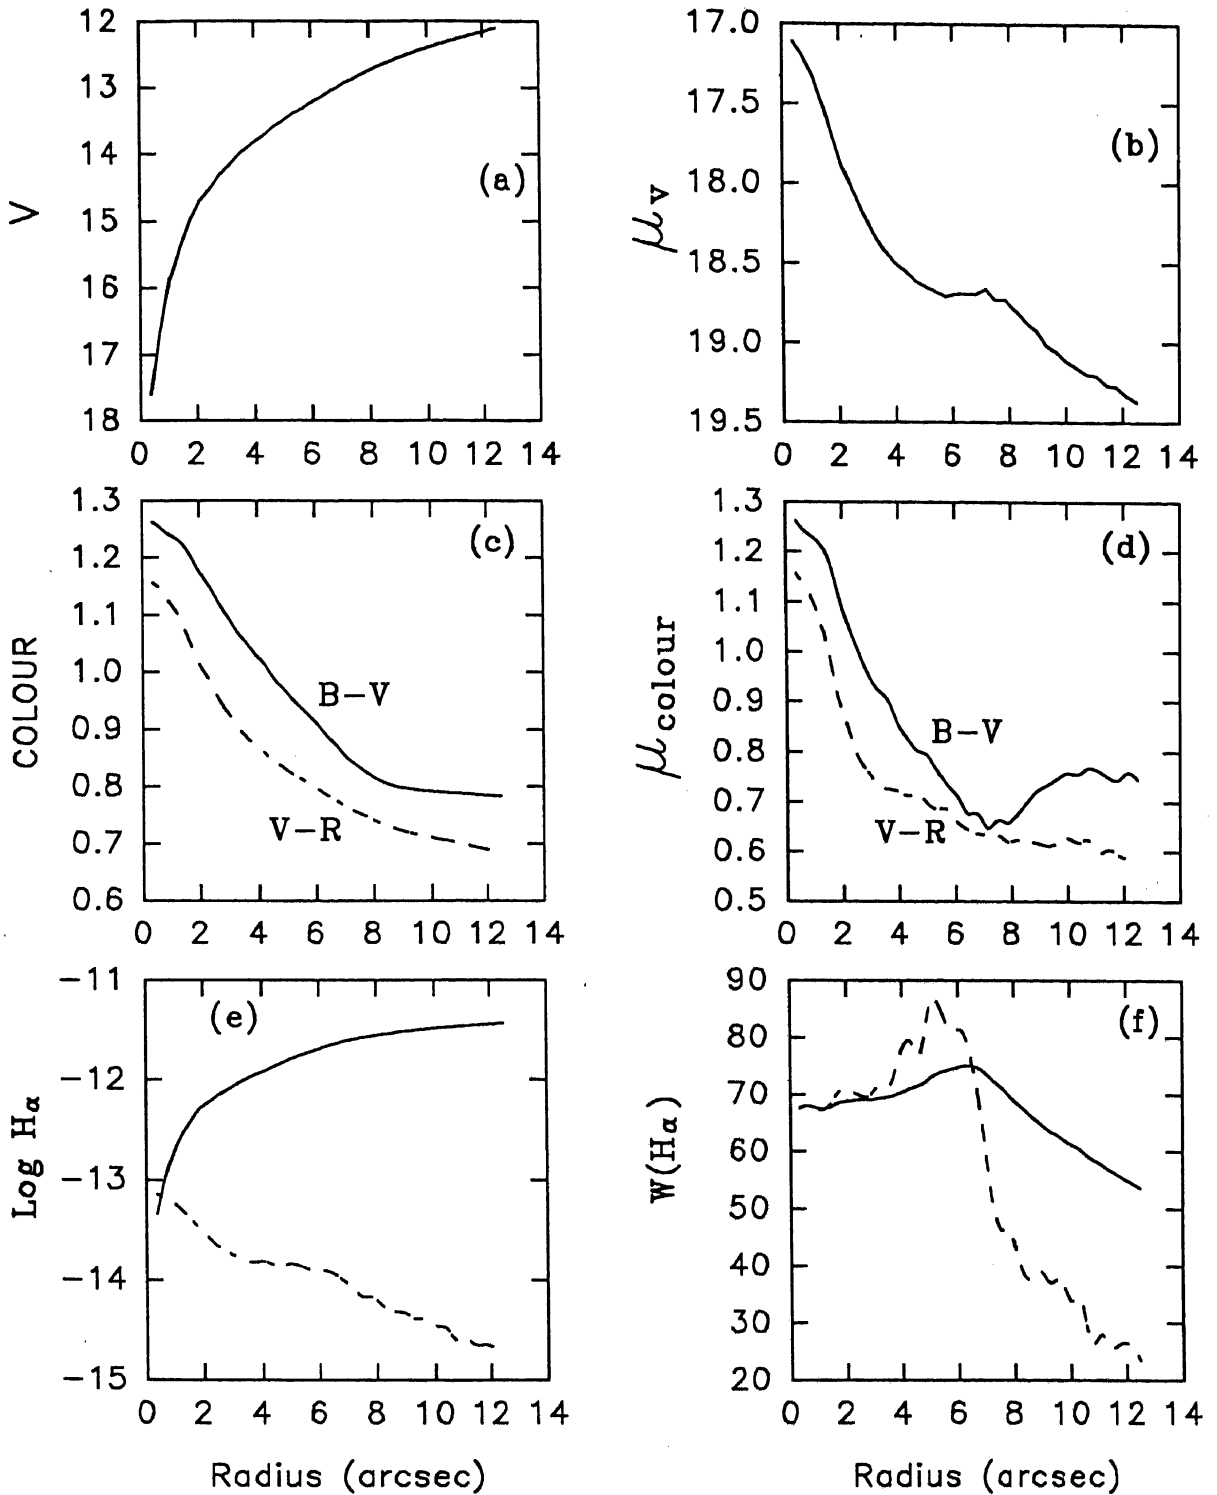 12
13
14
15
16
17
18
V
(a)
0 2 4 6 8 10 12 14
17.0
17.5
18.0
18.5
19.0
19.5
μv
(b)
0 2 4 6 8 10 12 14
1.3
1.2
1.1
1.0
0.9
0.8
0.7
0.6
COLOUR
(c)
B-V
V-R
0 2 4 6 8 10 12 14
1.3
1.2
1.1
1.0
0.9
0.8
0.7
0.6
0.5
μcolour
(d)
B-V
V-R
0 2 4 6 8 10 12 14
-11
-12
-13
-14
-15
Log Hα
(e)
0 2 4 6 8 10 12 14
Radius (arcsec)
90
80
70
60
50
40
30
20
W(Hα)
(f)
0 2 4 6 8 10 12 14
Radius (arcsec)